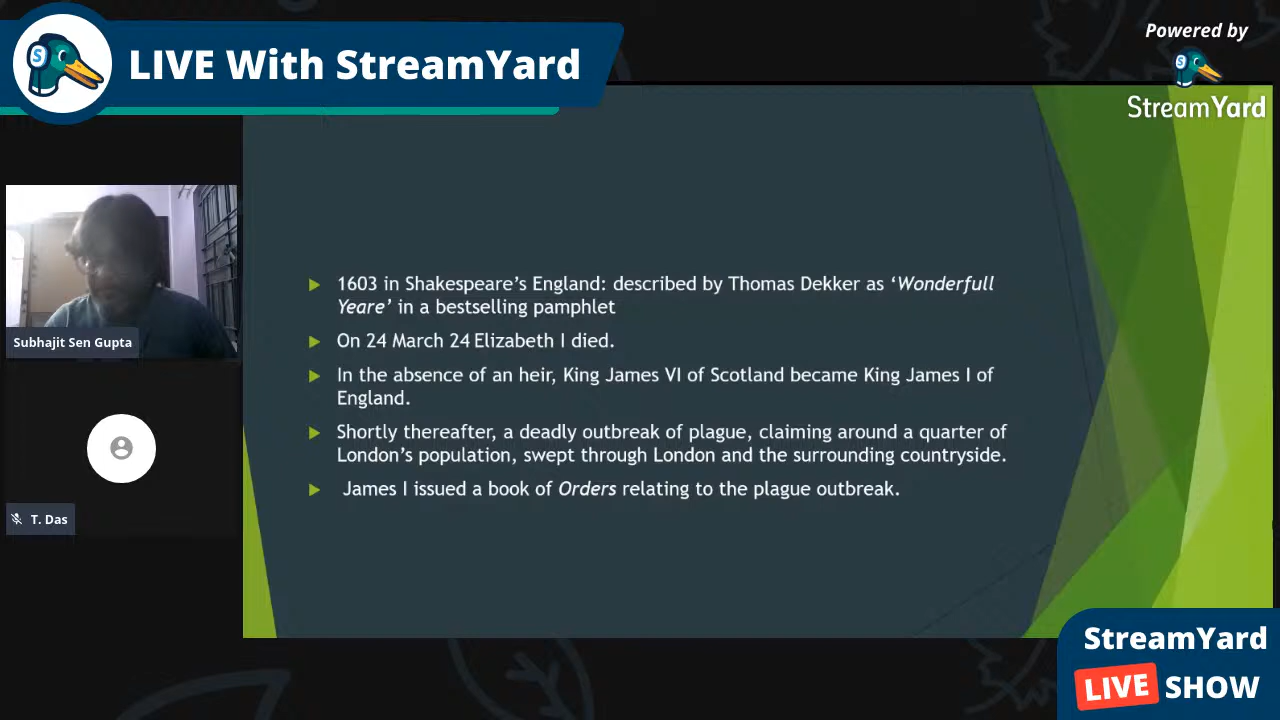 LIVE With StreamYard
Powered by
StreamYard
1603 in Shakespeare's England: described by Thomas Dekker as ‘Wonderfull
Yeare’ in a bestselling pamphlet
On 24 March 24 Elizabeth I died.
In the absence of an heir, King James VI of Scotland became King James I of
England.
Shortly thereafter, a deadly outbreak of plague, claiming around a quarter of
London's population, swept through London and the surrounding countryside.
James I issued a book of Orders relating to the plague outbreak.
Subhajit Sen Gupta
T. Das
StreamYard
LIVE SHOW